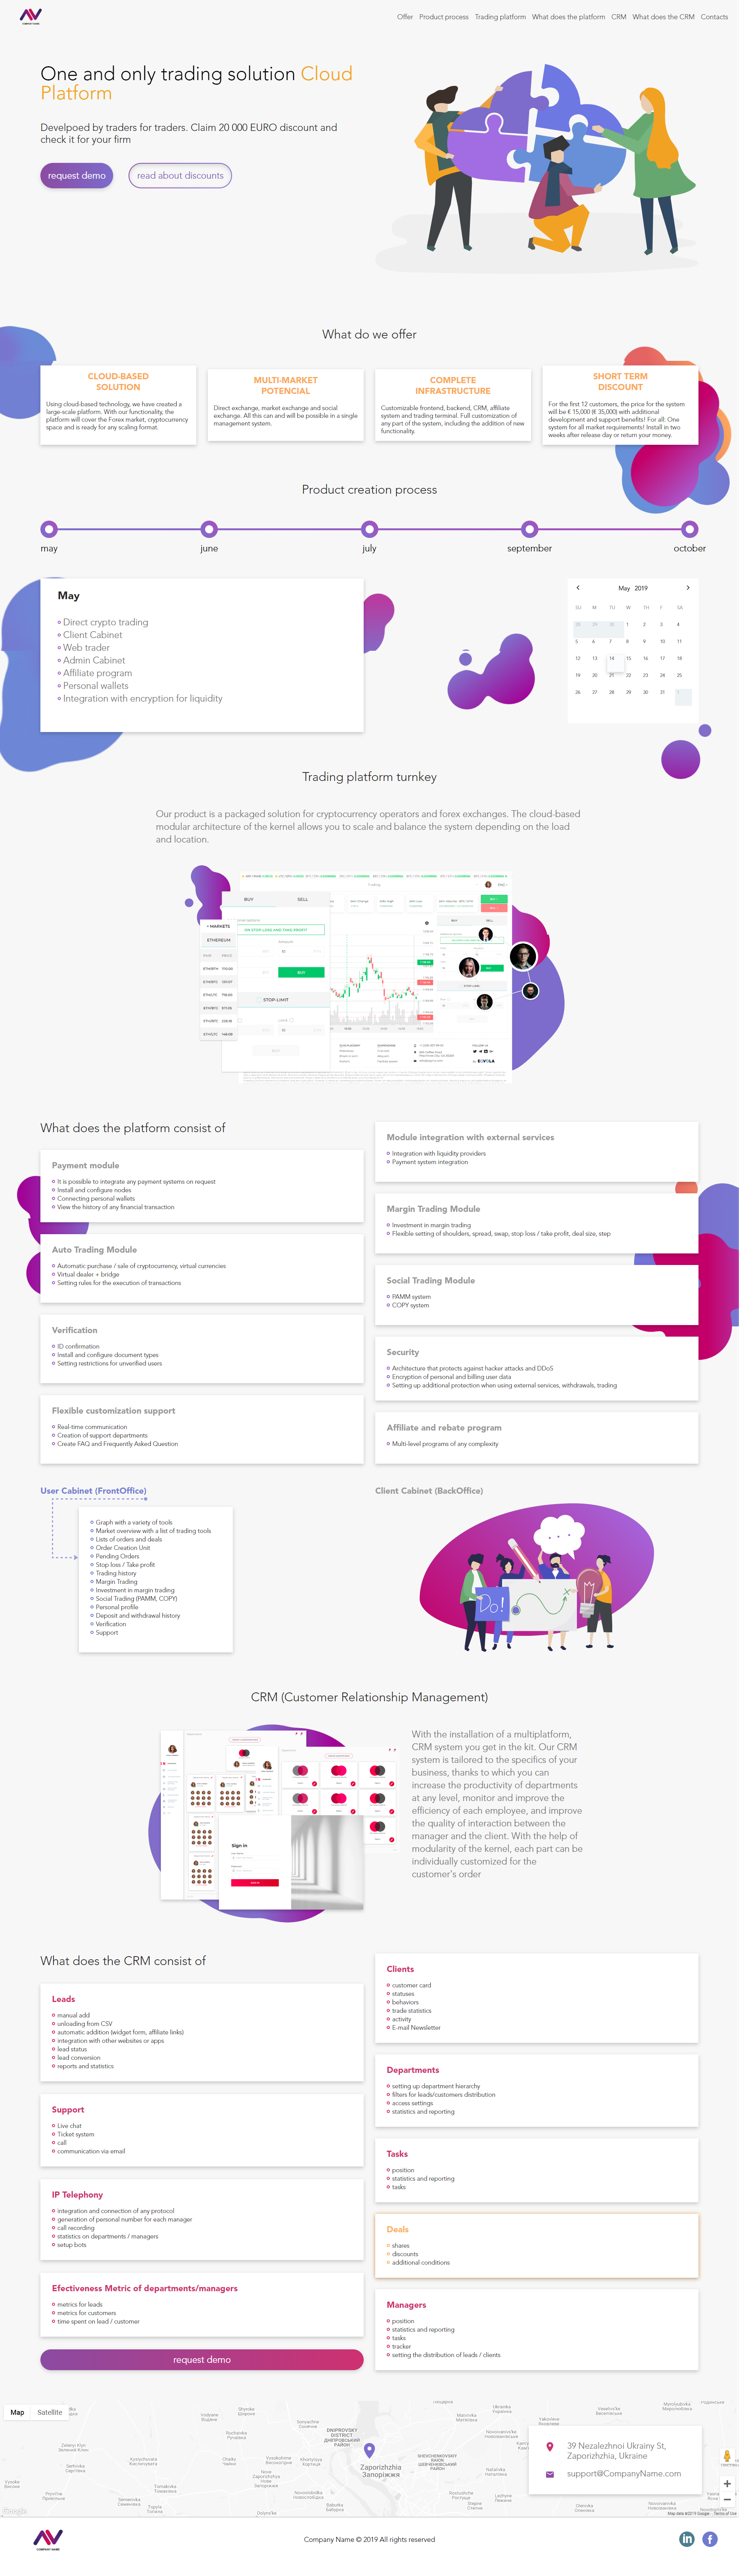 COMPANY NAME
Offer Product process Trading platform What does the platform CRM What does the CRM Contacts
One and only trading solution Cloud
Platform
Develpoed by traders for traders. Claim 20 000 EURO discount and
check it for your firm
request demo
read about discounts
What do we offer
CLOUD-BASED
SOLUTION
Using cloud-based technology, we have created a
large-scale platform. With our functionality, the
platform will cover the Forex market, cryptocurrency
space and is ready for any scaling format.
MULTI-MARKET
POTENCIAL
Direct exchange, market exchange and social
exchange. All this can and will be possible in a single
management system.
COMPLETE
INFRASTRUCTURE
Customizable frontend, backend, CRM, affiliate
system and trading terminal. Full customization of
any part of the system, including the addition of new
functionality.
SHORT TERM
DISCOUNT
For the first 12 customers, the price for the system
will be € 15,000 (€ 35,000) with additional
development and support benefits! For all: One
system for all market requirements! Install in two
weeks after release day or return your money.
Product creation process
may june july september october
May
Direct crypto trading
Client Cabinet
Web trader
Admin Cabinet
Affiliate program
Personal wallets
Integration with encryption for liquidity
May 2019
SU M TU W TH F SA
28 29 30 1 2 3 4
5 6 7 8 9 10 11
12 13 14 15 16 17 18
19 20 21 22 23 24 25
26 27 28 29 30 31 1
Trading platform turnkey
Our product is a packaged solution for cryptocurrency operators and forex exchanges. The cloud-based
modular architecture of the kernel allows you to scale and balance the system depending on the load
and location.
Trading
BUY SELL
MARKETS
ON STOP-LOSS AND TAKE PROFIT
ETHEREUM
Amount
BUY
STOP-LIMIT
What does the platform consist of
Payment module
It is possible to integrate any payment systems on request
Install and configure nodes
Connecting personal wallets
View the history of any financial transaction
Auto Trading Module
Automatic purchase / sale of cryptocurrency, virtual currencies
Virtual dealer + bridge
Setting rules for the execution of transactions
Verification
ID confirmation
Install and configure document types
Setting restrictions for unverified users
Flexible customization support
Real-time communication
Creation of support departments
Create FAQ and Frequently Asked Question
Module integration with external services
Integration with liquidity providers
Payment system integration
Margin Trading Module
Investment in margin trading
Flexible setting of shoulders, spread, swap, stop loss / take profit, deal size, step
Social Trading Module
PAMM system
COPY system
Security
Architecture that protects against hacker attacks and DDoS
Encryption of personal and billing user data
Setting up additional protection when using external services, withdrawals, trading
Affiliate and rebate program
Multi-level programs of any complexity
User Cabinet (FrontOffice)
Graph with a variety of tools
Market overview with a list of trading tools
Lists of orders and deals
Order Creation Unit
Pending Orders
Stop loss / Take profit
Trading history
Margin Trading
Investment in margin trading
Social Trading (PAMM, COPY)
Personal profile
Deposit and withdrawal history
Verification
Support
Client Cabinet (BackOffice)
Do!
CRM (Customer Relationship Management)
Sign in
With the installation of a multiplatform,
CRM system you get in the kit. Our CRM
system is tailored to the specifics of your
business, thanks to which you can
increase the productivity of departments
at any level, monitor and improve the
efficiency of each employee, and improve
the quality of interaction between the
manager and the client. With the help of
modularity of the kernel, each part can be
individually customized for the
customer's order
What does the CRM consist of
Leads
manual add
unloading from CSV
automatic addition (widget form, affiliate links)
integration with other websites or apps
lead status
lead conversion
reports and statistics
Support
Live chat
Ticket system
call
communication via email
IP Telephony
integration and connection of any protocol
generation of personal number for each manager
call recording
statistics on departments / managers
setup bots
Efectiveness Metric of departments/managers
metrics for leads
metrics for customers
time spent on lead / customer
request demo
Clients
customer card
statuses
behaviors
trade statistics
activity
E-mail Newsletter
Departments
setting up department hierarchy
filters for leads/customers distribution
access settings
statistics and reporting
Tasks
position
statistics and reporting
tasks
Deals
shares
discounts
additional conditions
Managers
position
statistics and reporting
tasks
tracker
setting the distribution of leads / clients
Map Satellite
DNIPROVSKY
DISTRICT
ДНІПРОВСЬКИЙ
РАЙОН
Zaporizhzhia
Запоріжжя
39 Nezalezhnoi Ukrainy St,
Zaporizhzhia, Ukraine
support@CompanyName.com
Google
Map data ©2019 Google Terms of Use
COMPANY NAME
Company Name © 2019 All rights reserved
in f